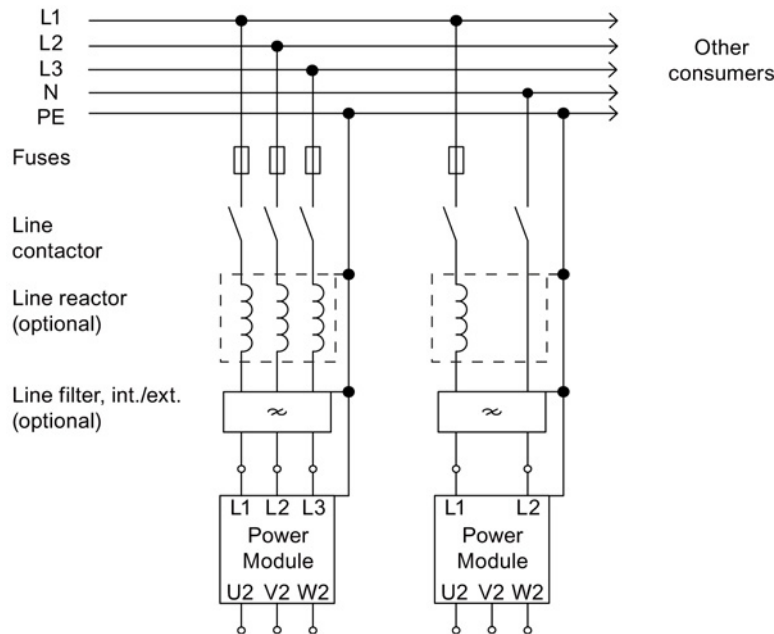 L1
L2
L3
N
PE
Other
consumers
Fuses
Line
contactor
Line reactor
(optional)
Line filter, int./ext.
(optional)
L1 L2 L3
Power
Module
U2 V2 W2
L1 L2
Power
Module
U2 V2 W2